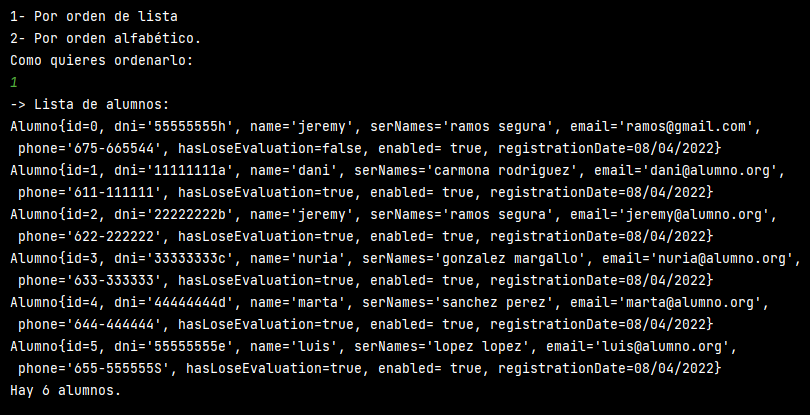 1- Por orden de lista
2- Por orden alfabético.
Como quieres ordenarlo:
1
-> Lista de alumnos:
Alumno{id=0, dni='55555555h', name='jeremy', serNames='ramos segura', email='ramos@gmail.com',
 phone='675-665544', hasLoseEvaluation=false, enabled= true, registrationDate=08/04/2022}
Alumno{id=1, dni='11111111a', name='dani', serNames='carmona rodriguez', email='dani@alumno.org',
 phone='611-111111', hasLoseEvaluation=true, enabled= true, registrationDate=08/04/2022}
Alumno{id=2, dni='22222222b', name='jeremy', serNames='ramos segura', email='jeremy@alumno.org',
 phone='622-222222', hasLoseEvaluation=true, enabled= true, registrationDate=08/04/2022}
Alumno{id=3, dni='33333333c', name='nuria', serNames='gonzalez margallo', email='nuria@alumno.org',
 phone='633-333333', hasLoseEvaluation=true, enabled= true, registrationDate=08/04/2022}
Alumno{id=4, dni='44444444d', name='marta', serNames='sanchez perez', email='marta@alumno.org',
 phone='644-444444', hasLoseEvaluation=true, enabled= true, registrationDate=08/04/2022}
Alumno{id=5, dni='55555555e', name='luis', serNames='lopez lopez', email='luis@alumno.org',
 phone='655-555555S', hasLoseEvaluation=true, enabled= true, registrationDate=08/04/2022}
Hay 6 alumnos.